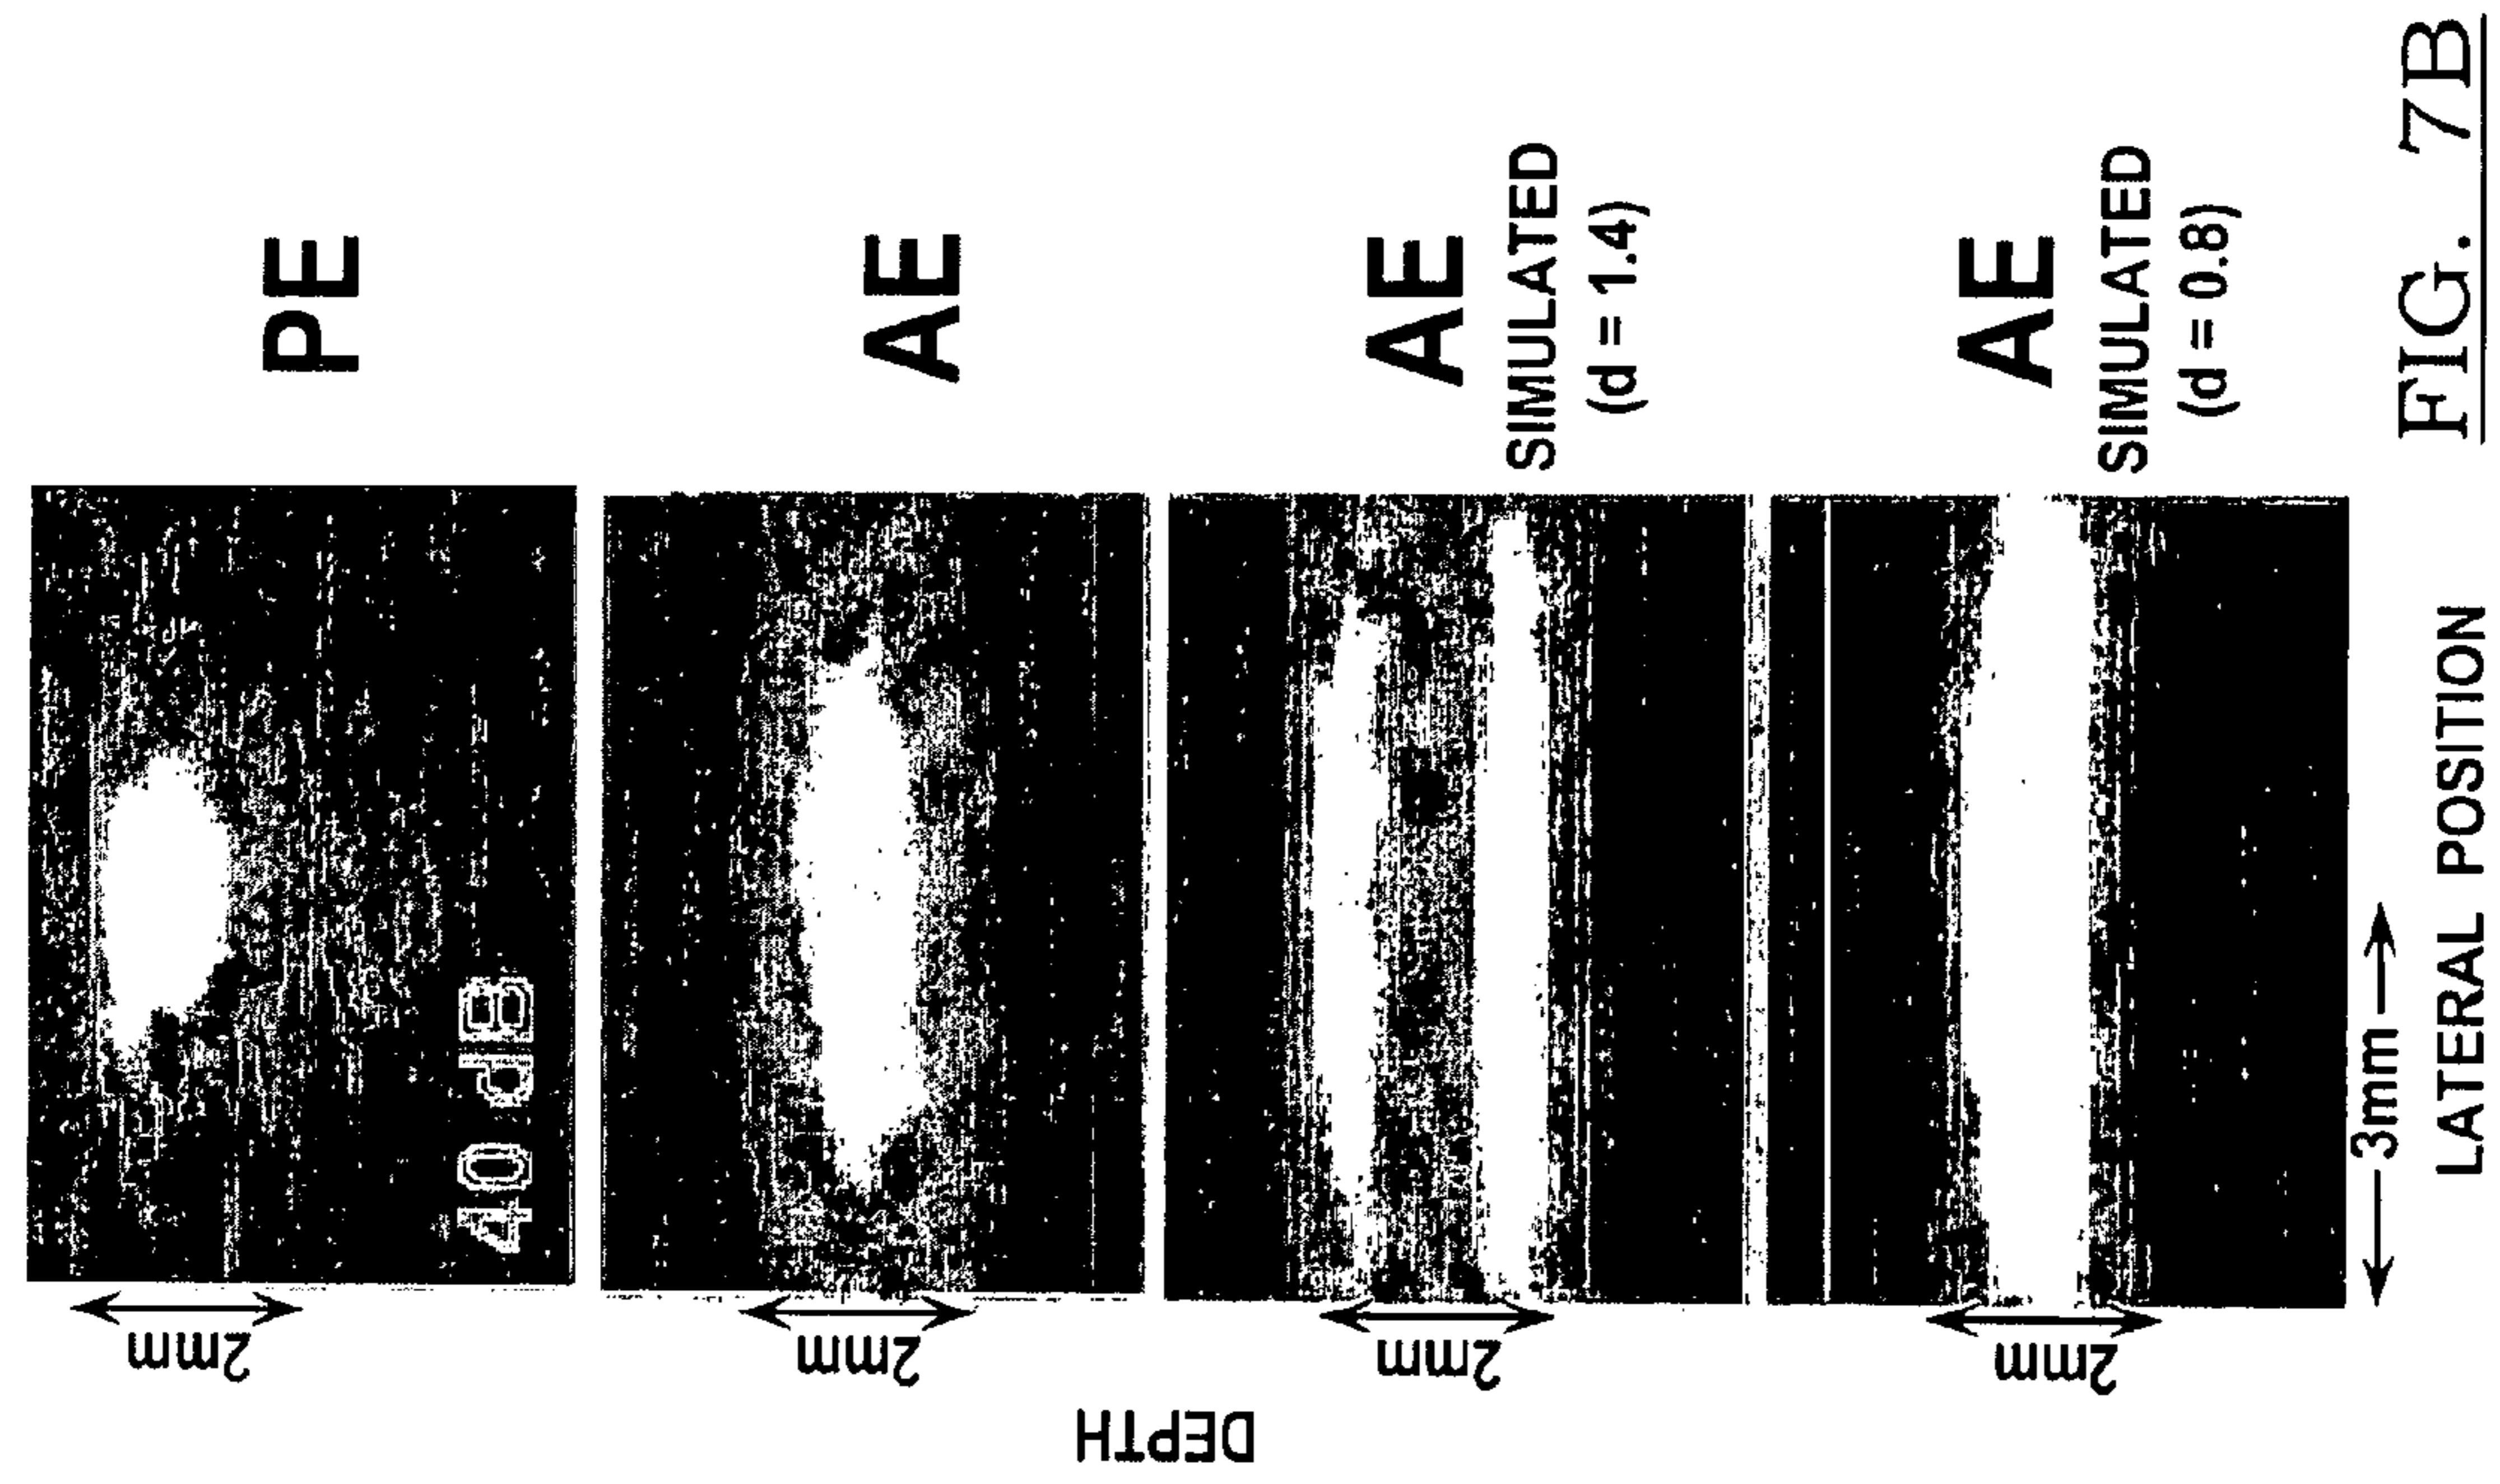 PE
40 dB
2mm
AE
2mm
AE
SIMULATED
(d = 1.4)
2mm
AE
SIMULATED
(d = 0.8)
2mm
DEPTH
3mm
LATERAL POSITION
FIG. 7B